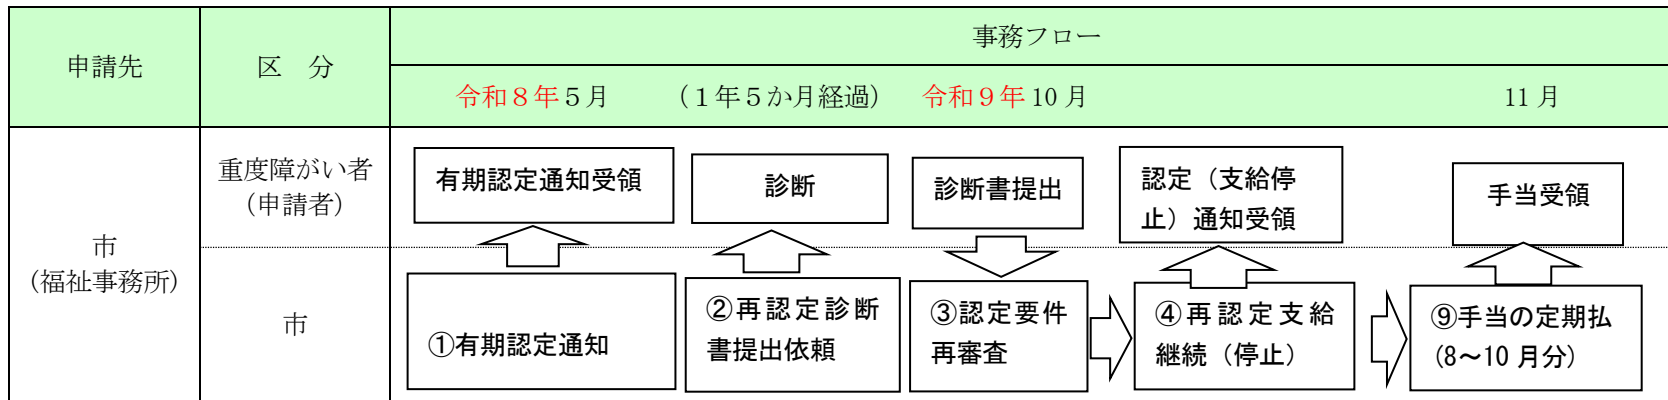 申請先
区　分
事務フロー
令和８年５月　（１年５か月経過）　令和９年10月　11月
市
（福祉事務所）
重度障がい者
（申請者）
有期認定通知受領
診断
診断書提出
認定（支給停
止）通知受領
手当受領
市
①有期認定通知
②再認定診断
書提出依頼
③認定要件
再審査
④再認定支給
継続（停止）
⑨手当の定期払
(8～10月分)